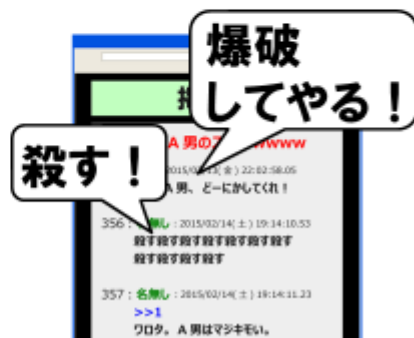 爆破
してやる！
殺す！
A 男の
wwww
2015/02/13(金) 22:02:58.05
A 男、どーにかしてくれ！
356：名無し：2015/02/14(土) 19:14:10.53
殺す殺す殺す殺す殺す殺す殺す
殺す殺す殺す殺す
357：名無し：2015/02/14(土) 19:14:11.23
>>1
ワロタ。A 男はマジキモい。